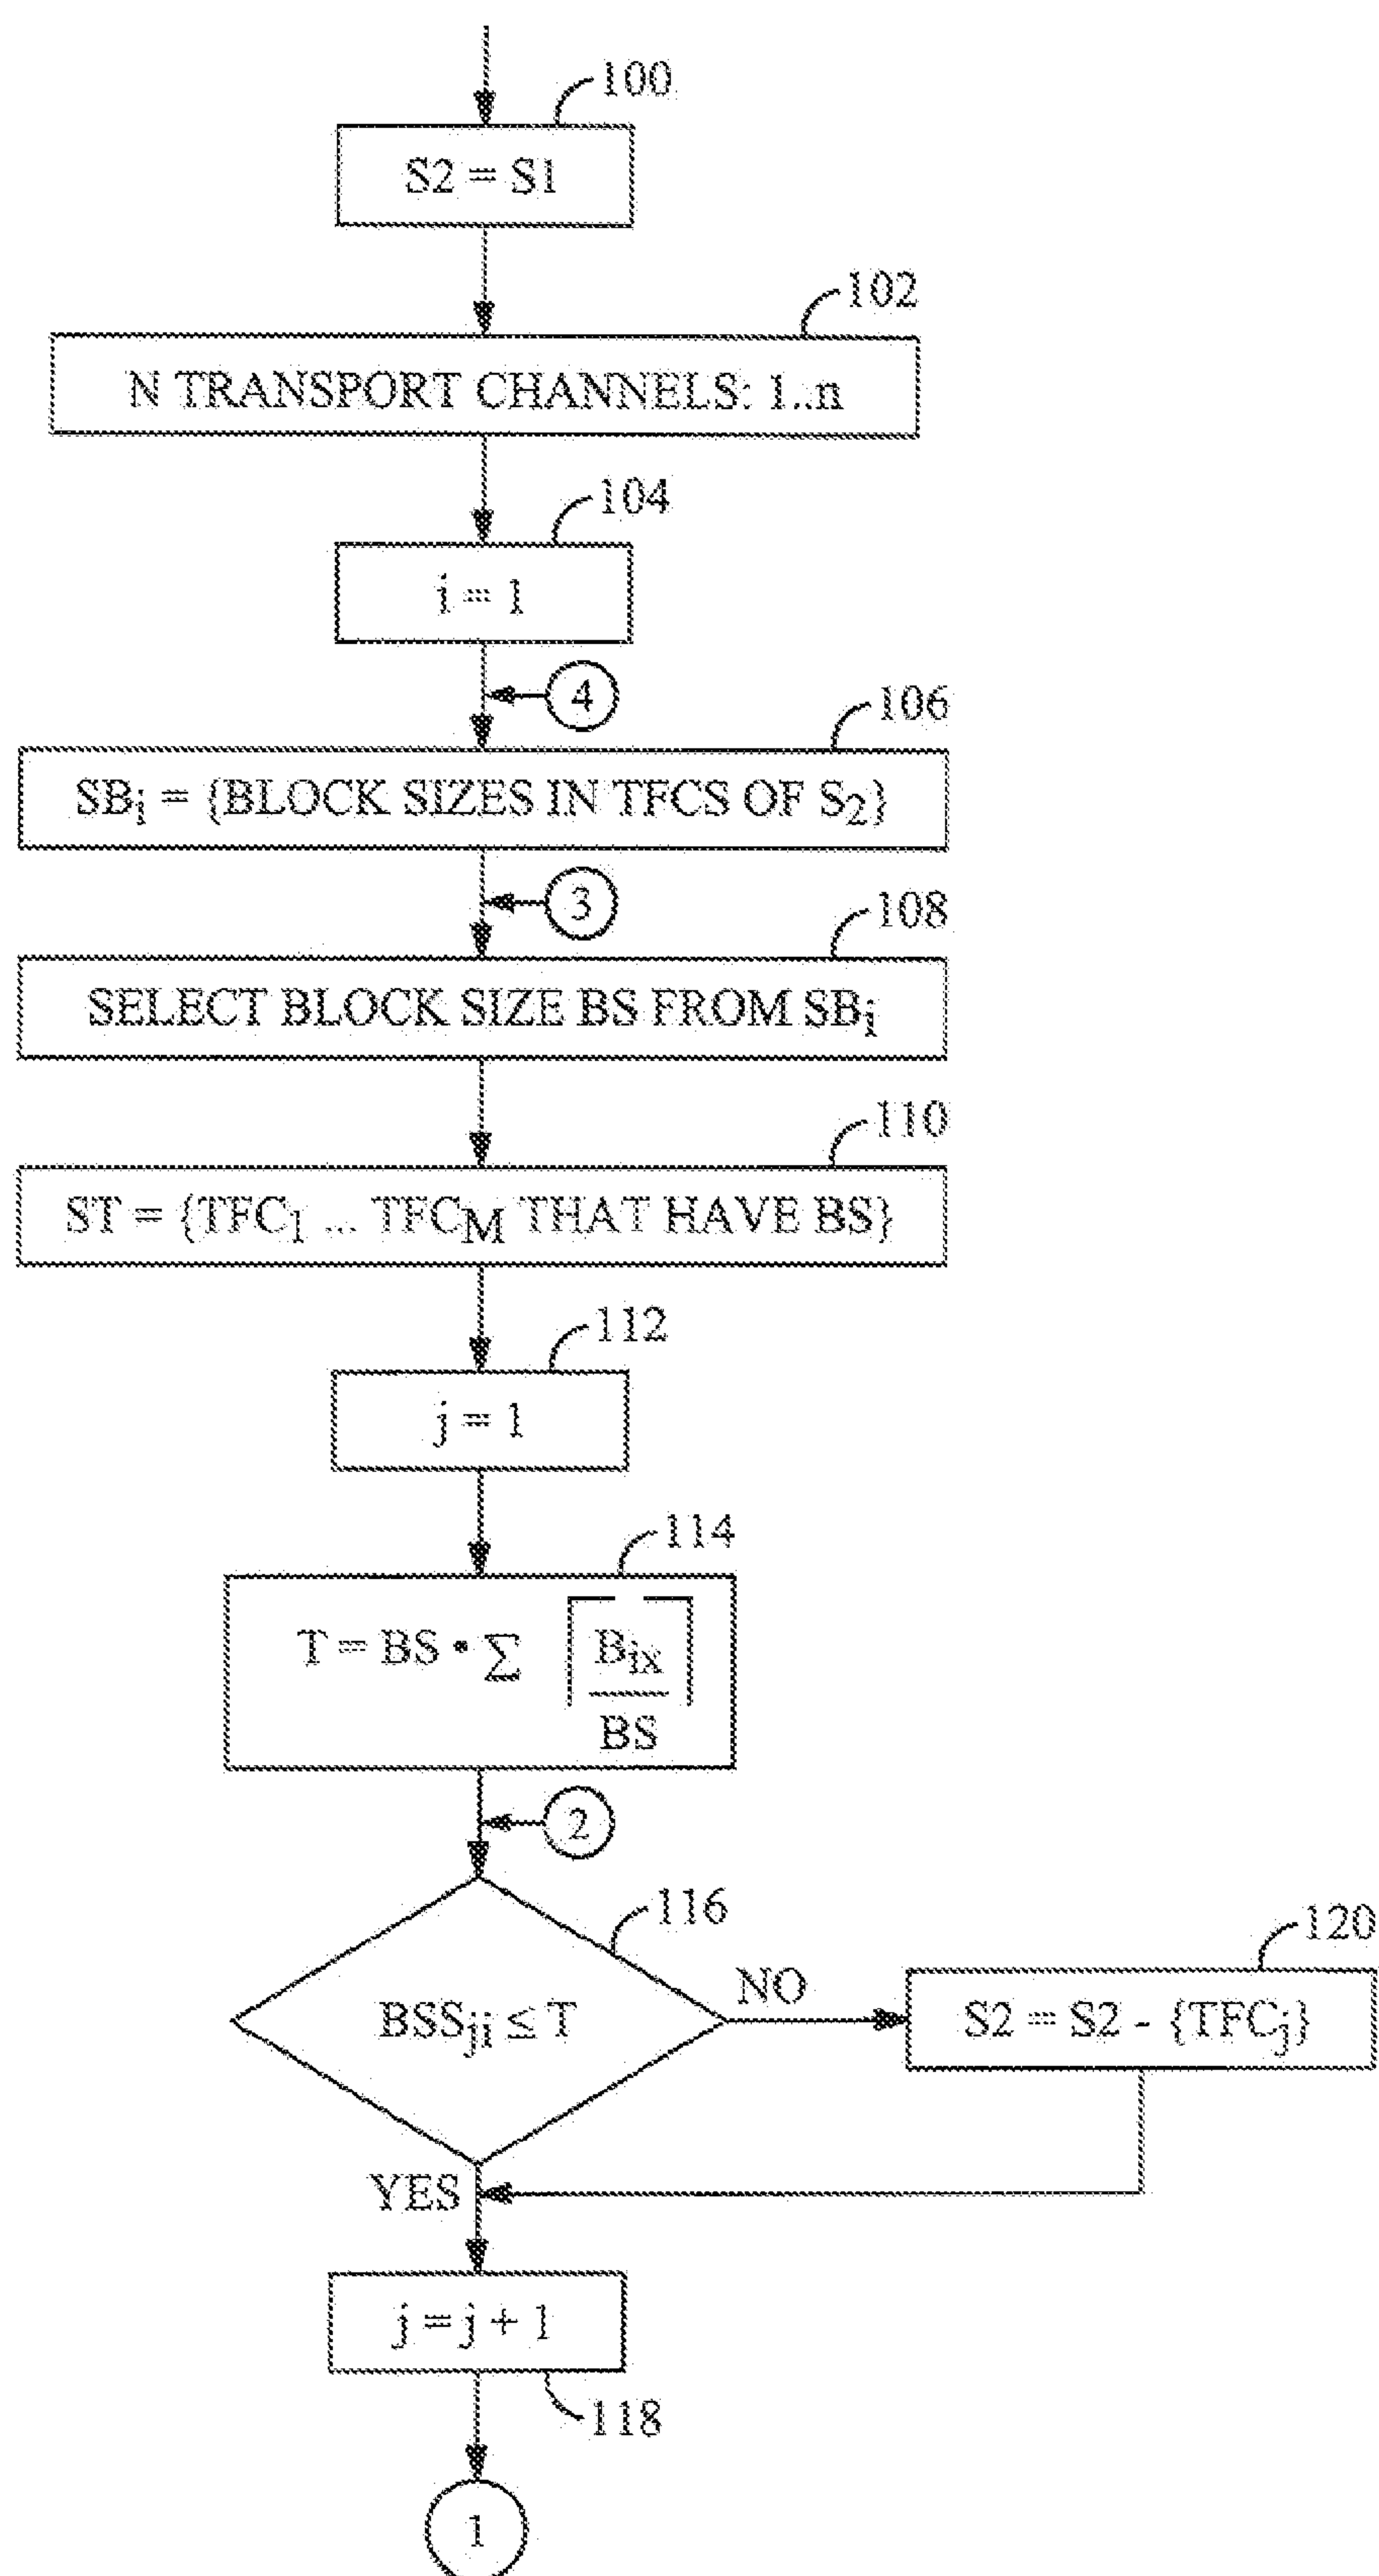 100
S2 = S1
102
N TRANSPORT CHANNELS: 1..n
104
i = 1
4
106
SBi = {BLOCK SIZES IN TFCS OF S2}
3
108
SELECT BLOCK SIZE BS FROM SBi
110
ST = {TFC1 ... TFCM THAT HAVE BS}
112
j = 1
114
T = BS • Σ ⌈Bix
BS
2
116
BSSji ≤ T
NO
120
S2 = S2 - {TFCj}
YES
j = j + 1
118
1